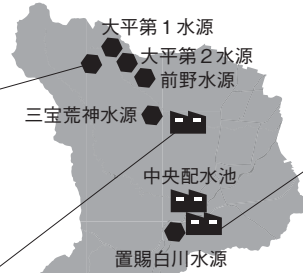 大平第１水源
大平第２水源
前野水源
三宝荒神水源
中央配水池
置賜白川水源